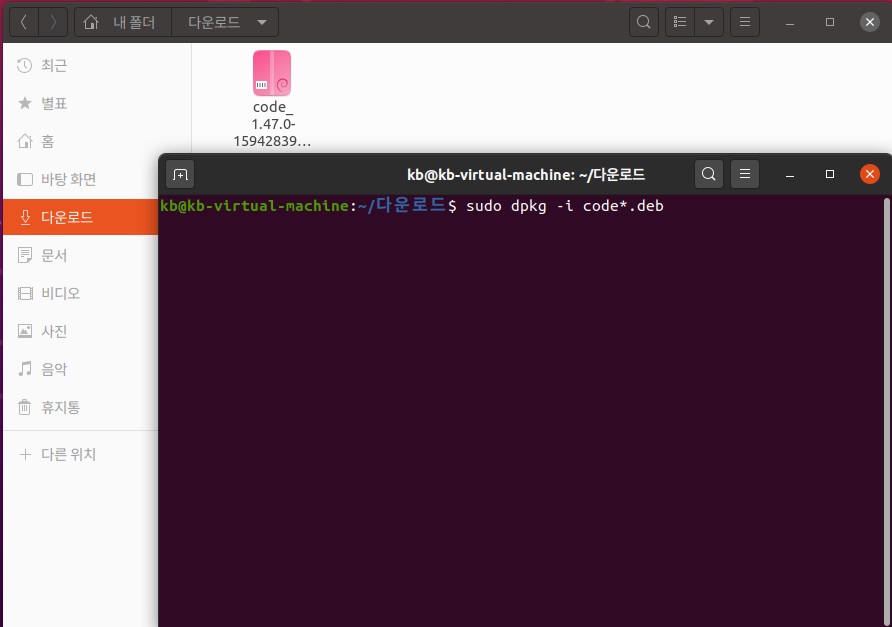 내 폴더 다운로드
최근
별표
홈
바탕 화면
다운로드
문서
비디오
사진
음악
휴지통
다른 위치
code_
1.47.0-
15942839…
kb@kb-virtual-machine: ~/다운로드
kb@kb-virtual-machine:~/다운로드$ sudo dpkg -i code*.deb